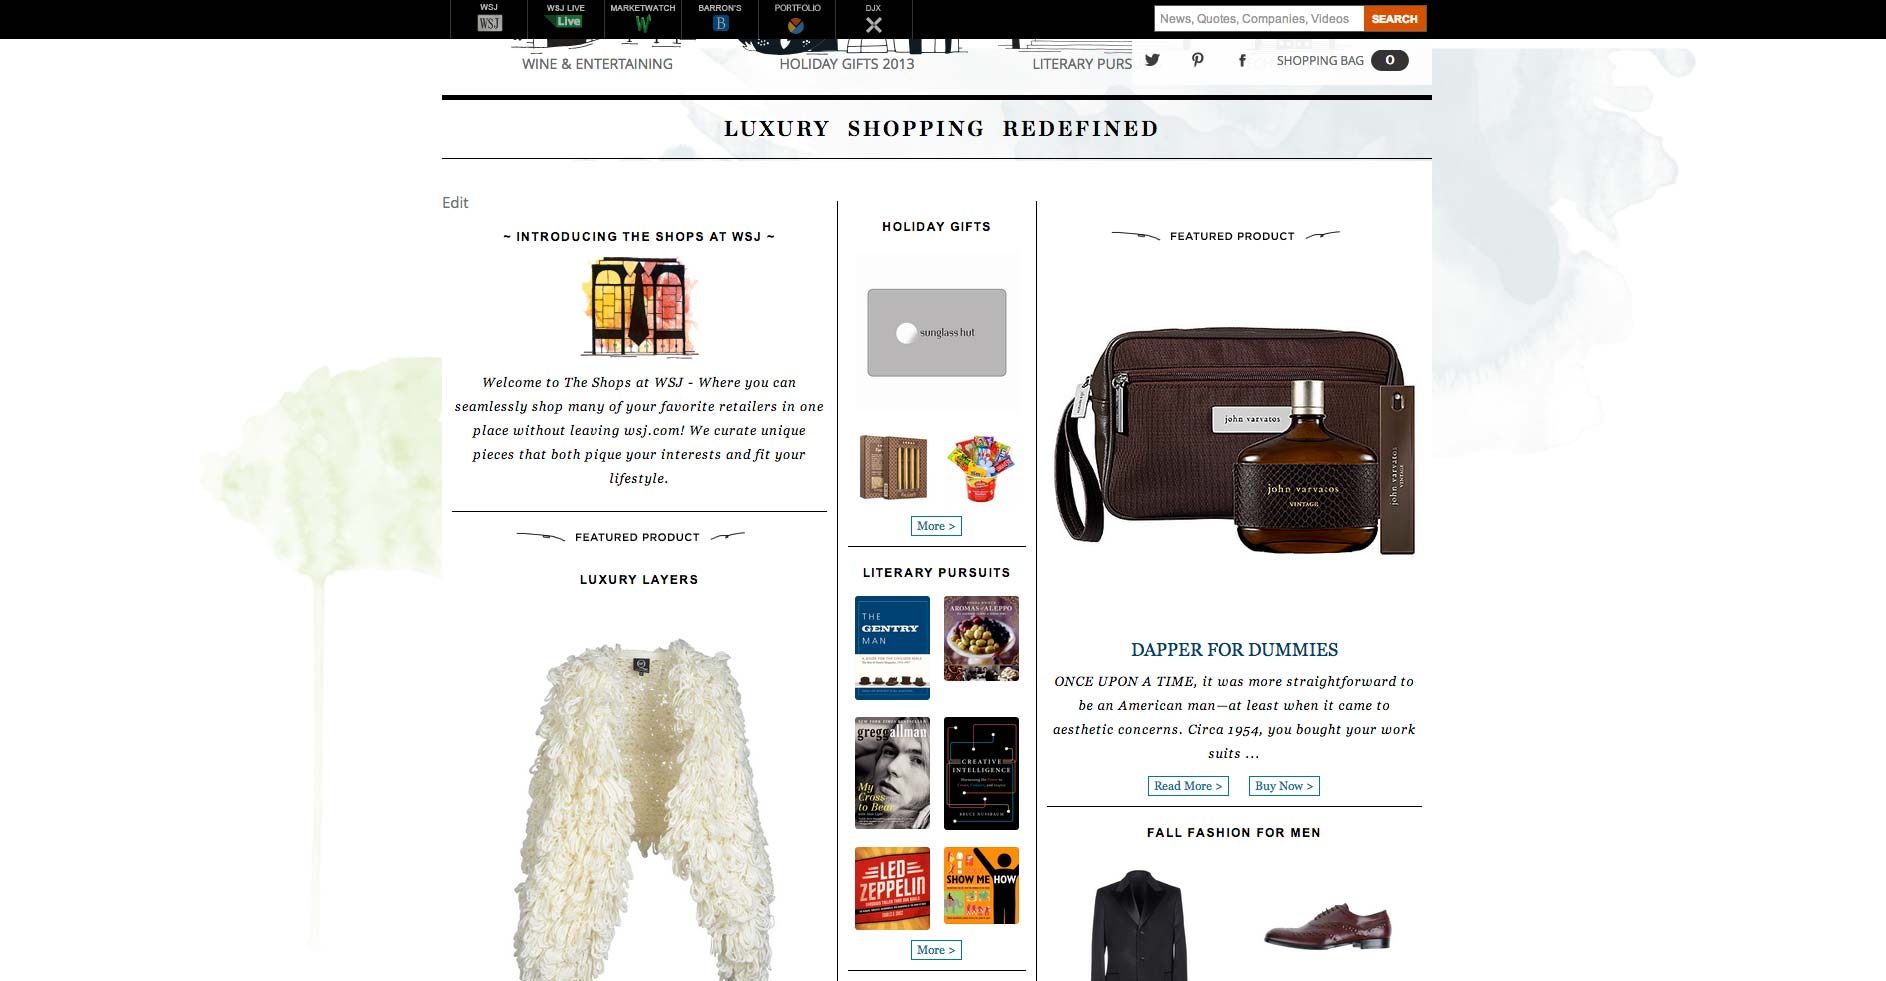 WSJ
WSJ
WSJ LIVE
Live
MARKETWATCH
W
BARRON'S
B
PORTFOLIO
DJX
News, Quotes, Companies, Videos
SEARCH
WINE & ENTERTAINING
HOLIDAY GIFTS 2013
LITERARY PURS
SHOPPING BAG 0
LUXURY SHOPPING REDEFINED
Edit
~ INTRODUCING THE SHOPS AT WSJ ~
Welcome to The Shops at WSJ - Where you can
seamlessly shop many of your favorite retailers in one
place without leaving wsj.com! We curate unique
pieces that both pique your interests and fit your
lifestyle.
FEATURED PRODUCT
LUXURY LAYERS
HOLIDAY GIFTS
sunglass hut
More >
LITERARY PURSUITS
THE
GENTRY
MAN
AROMAS of ALEPPO
greggallman
My
Cross
to Bear
CREATIVE
INTELLIGENCE
BRUCE NUSSBAUM
LED
ZEPPELIN
SHOW ME HOW
More >
FEATURED PRODUCT
john varvatos
john varvatos
VINTAGE
john varvatos
VINTAGE
DAPPER FOR DUMMIES
ONCE UPON A TIME, it was more straightforward to
be an American man—at least when it came to
aesthetic concerns. Circa 1954, you bought your work
suits ...
Read More >
Buy Now >
FALL FASHION FOR MEN